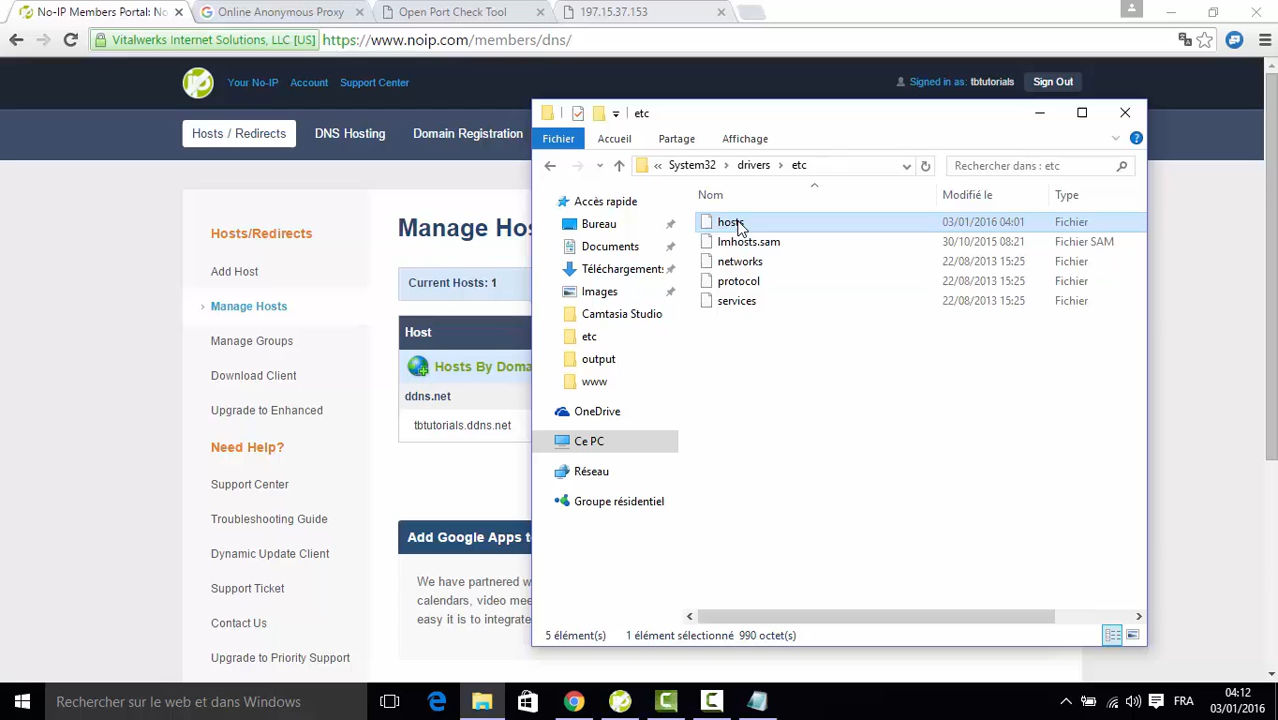 No-IP Members Portal: No-
Online Anonymous Proxy
Open Port Check Tool
197.15.37.153
Vitalwerks Internet Solutions, LLC [US]
https://www.noip.com/members/dns/
Your No-IP
Account
Support Center
Signed in as: tbtutorials
Sign Out
Hosts / Redirects
DNS Hosting
Domain Registration
Hosts/Redirects
Add Host
Manage Hosts
Manage Groups
Download Client
Upgrade to Enhanced
Need Help?
Support Center
Troubleshooting Guide
Dynamic Update Client
Support Ticket
Contact Us
Upgrade to Priority Support
Manage Hos
Current Hosts: 1
Host
Hosts By Doma
ddns.net
tbtutorials.ddns.net
Add Google Apps to
We have partnered w
calendars, video mee
easy it is to integrate
etc
Fichier
Accueil
Partage
Affichage
« System32 › drivers › etc
Rechercher dans : etc
Accès rapide
Bureau
Documents
Téléchargement:
Images
Camtasia Studio
etc
output
www
OneDrive
Ce PC
Réseau
Groupe résidentiel
Nom Modifié le Type
hosts 03/01/2016 04:01 Fichier
lmhosts.sam 30/10/2015 08:21 Fichier SAM
networks 22/08/2013 15:25 Fichier
protocol 22/08/2013 15:25 Fichier
services 22/08/2013 15:25 Fichier
5 élément(s) 1 élément sélectionné 990 octet(s)
Rechercher sur le web et dans Windows
FRA
04:12
03/01/2016